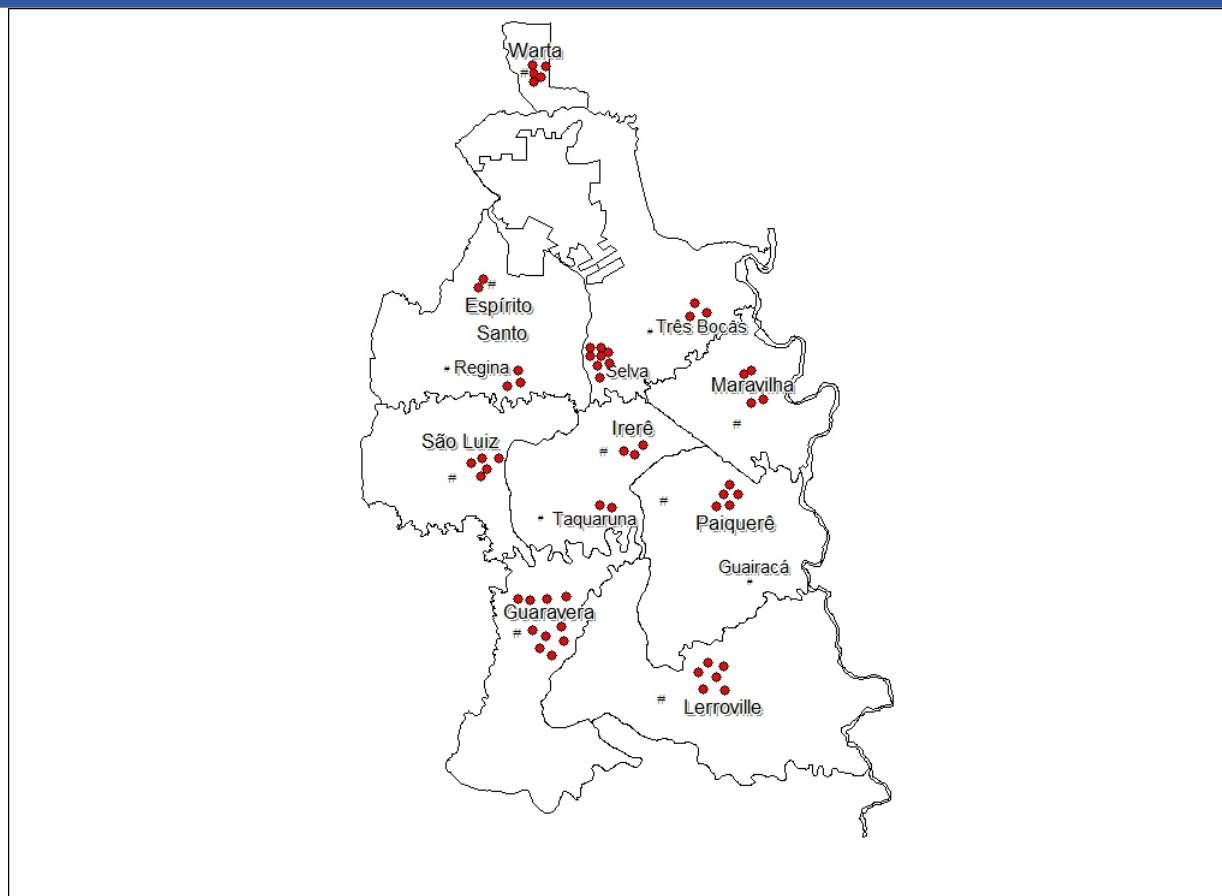 Warta
#
#
Espírito
Santo
Três Bocas
Regina
Selva
Maravilha
#
Irerê
São Luiz
#
#
#
Taquaruna
Paiquerê
Guairacá
Guaravera
#
#
Lerroville